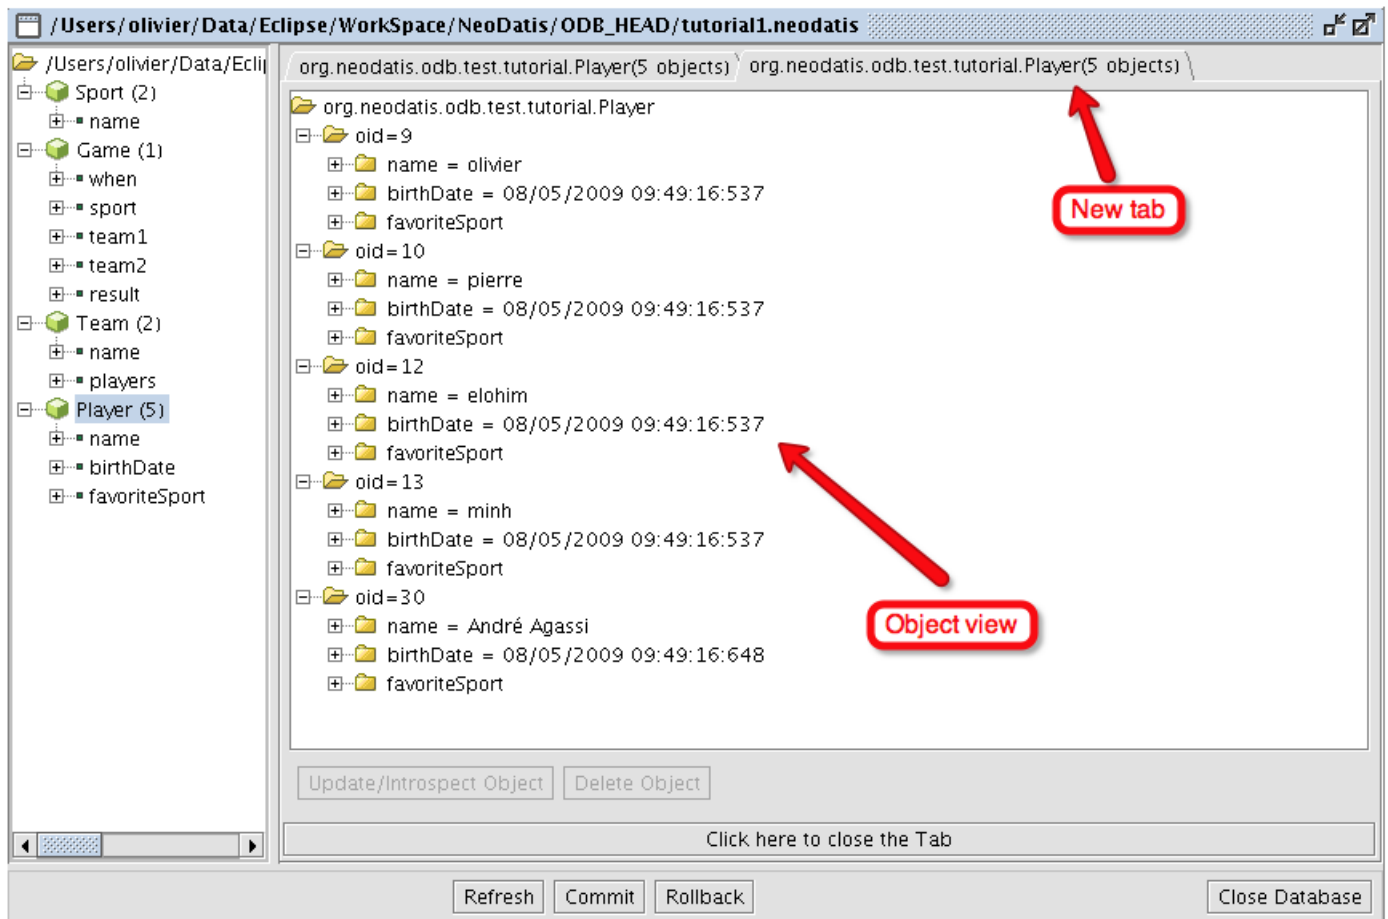 /Users/olivier/Data/Eclipse/WorkSpace/NeoDatis/ODB_HEAD/tutorial1.neodatis
/Users/olivier/Data/Ecli
Sport (2)
name
Game (1)
when
sport
team1
team2
result
Team (2)
name
players
Player (5)
name
birthDate
favoriteSport
org.neodatis.odb.test.tutorial.Player(5 objects)
org.neodatis.odb.test.tutorial.Player(5 objects)
org.neodatis.odb.test.tutorial.Player
oid=9
name = olivier
birthDate = 08/05/2009 09:49:16:537
favoriteSport
oid=10
name = pierre
birthDate = 08/05/2009 09:49:16:537
favoriteSport
oid=12
name = elohim
birthDate = 08/05/2009 09:49:16:537
favoriteSport
oid=13
name = minh
birthDate = 08/05/2009 09:49:16:537
favoriteSport
oid=30
name = André Agassi
birthDate = 08/05/2009 09:49:16:648
favoriteSport
New tab
Object view
Update/Introspect Object
Delete Object
Click here to close the Tab
Refresh
Commit
Rollback
Close Database